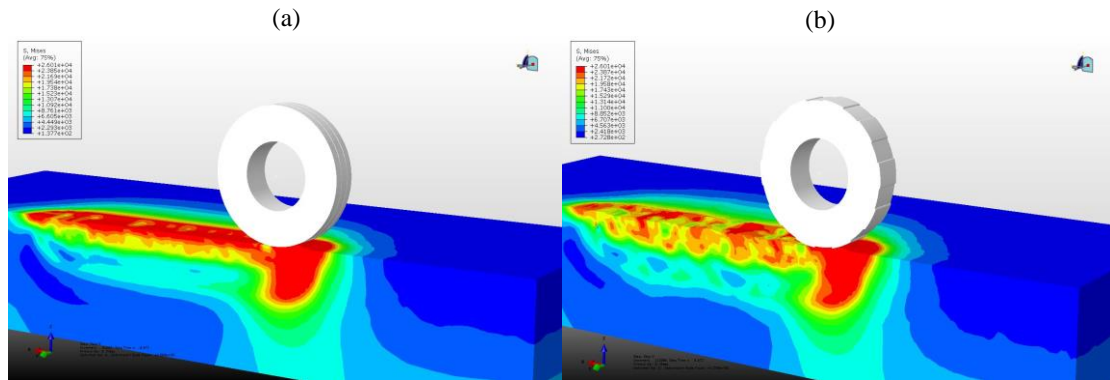 (a)
(b)
S, Mises
(Avg: 75%)
+2.601e+04
+2.385e+04
+2.169e+04
+1.954e+04
+1.738e+04
+1.523e+04
+1.307e+04
+1.092e+04
+8.761e+03
+6.605e+03
+4.449e+03
+2.293e+03
+1.377e+02
S, Mises
(Avg: 75%)
+2.601e+04
+2.387e+04
+2.172e+04
+1.958e+04
+1.743e+04
+1.529e+04
+1.314e+04
+1.100e+04
+8.852e+03
+6.707e+03
+4.563e+03
+2.418e+03
+2.728e+02